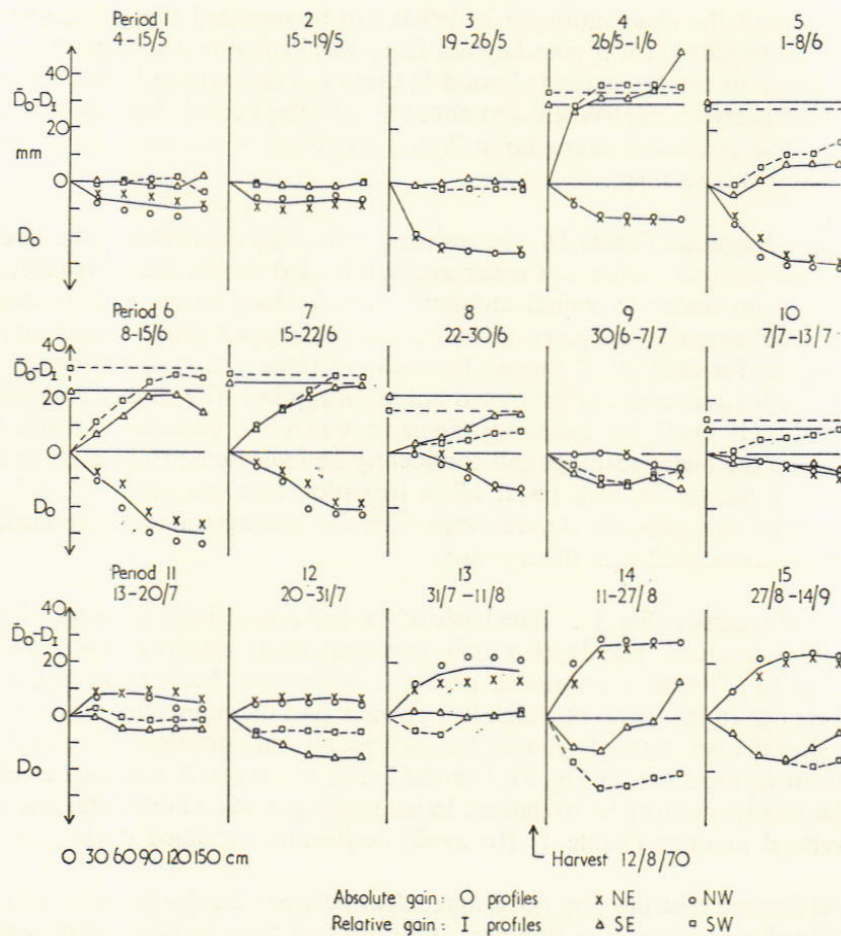 Period 1 2 3 4 5
4-15/5 15-19/5 19-26/5 26/5-1/6 1-8/6
40
D̄O-DI
20
mm
O
DO
Period 6 7 8 9 10
8-15/6 15-22/6 22-30/6 30/6-7/7 7/7-13/7
40
D̄O-DI
20
O
DO
Period 11 12 13 14 15
13-20/7 20-31/7 31/7-11/8 11-27/8 27/8-14/9
40
D̄O-DI
20
O
DO
O 30 60 90 120 150 cm
Harvest 12/8/70
Absolute gain: O profiles x NE o NW
Relative gain: I profiles △ SE □ SW